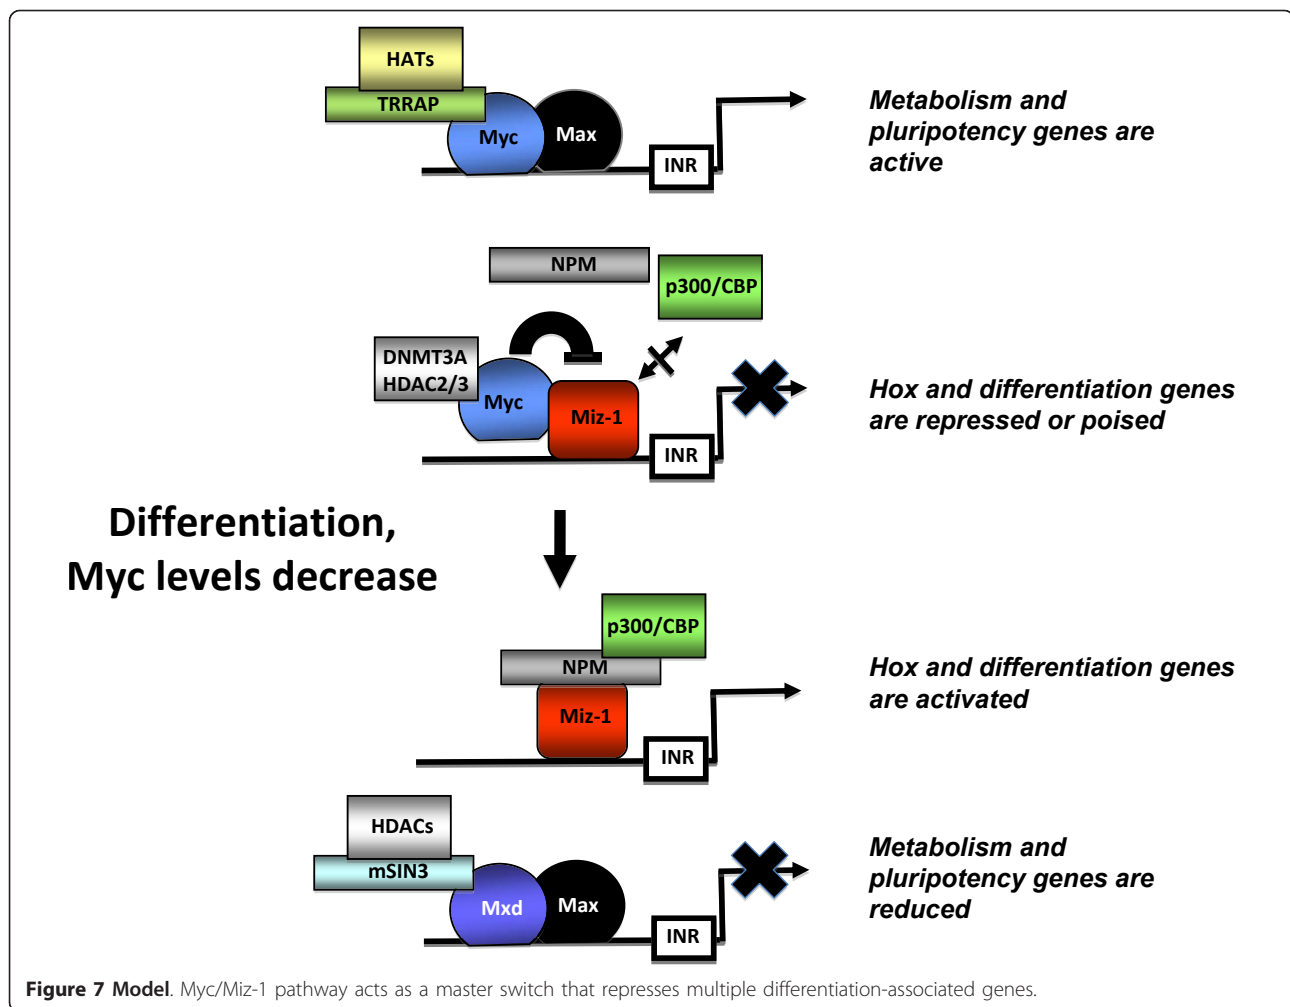 HATs
TRRAP
Myc
Max
INR
Metabolism and
pluripotency genes are
active
NPM
p300/CBP
DNMT3A
HDAC2/3
Myc
Miz-1
INR
Hox and differentiation genes
are repressed or poised
Differentiation,
Myc levels decrease
p300/CBP
NPM
Miz-1
INR
Hox and differentiation genes
are activated
HDACs
mSIN3
Mxd
Max
INR
Metabolism and
pluripotency genes are
reduced
Figure 7 Model. Myc/Miz-1 pathway acts as a master switch that represses multiple differentiation-associated genes.